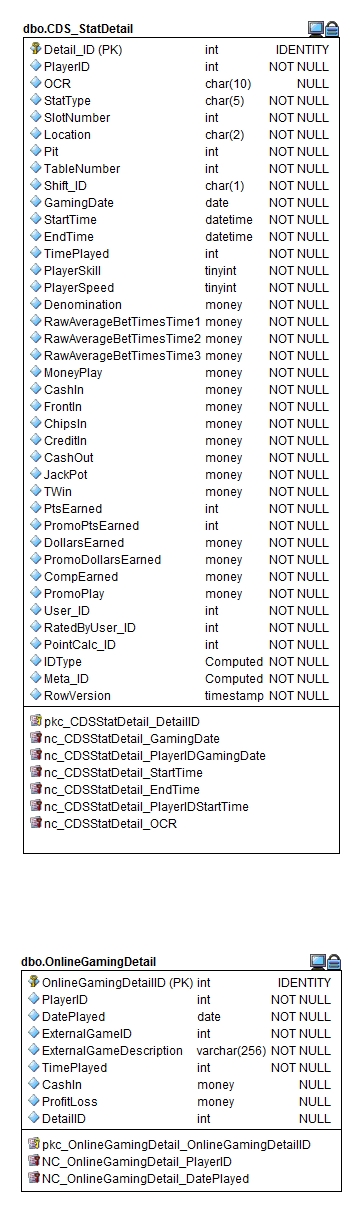 dbo.CDS_StatDetail
Detail_ID (PK) int IDENTITY
PlayerID int NOT NULL
OCR char(10) NULL
StatType char(5) NOT NULL
SlotNumber int NOT NULL
Location char(2) NOT NULL
Pit int NOT NULL
TableNumber int NOT NULL
Shift_ID char(1) NOT NULL
GamingDate date NOT NULL
StartTime datetime NOT NULL
EndTime datetime NOT NULL
TimePlayed int NOT NULL
PlayerSkill tinyint NOT NULL
PlayerSpeed tinyint NOT NULL
Denomination money NOT NULL
RawAverageBetTimesTime1 money NOT NULL
RawAverageBetTimesTime2 money NOT NULL
RawAverageBetTimesTime3 money NOT NULL
MoneyPlay money NOT NULL
CashIn money NOT NULL
FrontIn money NOT NULL
ChipsIn money NOT NULL
CreditIn money NOT NULL
CashOut money NOT NULL
JackPot money NOT NULL
TWin money NOT NULL
PtsEarned int NOT NULL
PromoPtsEarned int NOT NULL
DollarsEarned money NOT NULL
PromoDollarsEarned money NOT NULL
CompEarned money NOT NULL
PromoPlay money NOT NULL
User_ID int NOT NULL
RatedByUser_ID int NOT NULL
PointCalc_ID int NOT NULL
IDType Computed NOT NULL
Meta_ID Computed NOT NULL
RowVersion timestamp NOT NULL
pkc_CDSStatDetail_DetailID
nc_CDSStatDetail_GamingDate
nc_CDSStatDetail_PlayerIDGamingDate
nc_CDSStatDetail_StartTime
nc_CDSStatDetail_EndTime
nc_CDSStatDetail_PlayerIDStartTime
nc_CDSStatDetail_OCR
dbo.OnlineGamingDetail
OnlineGamingDetailID (PK) int IDENTITY
PlayerID int NOT NULL
DatePlayed date NOT NULL
ExternalGameID int NOT NULL
ExternalGameDescription varchar(256) NOT NULL
TimePlayed int NOT NULL
CashIn money NULL
ProfitLoss money NULL
DetailID int NULL
pkc_OnlineGamingDetail_OnlineGamingDetailID
NC_OnlineGamingDetail_PlayerID
NC_OnlineGamingDetail_DatePlayed